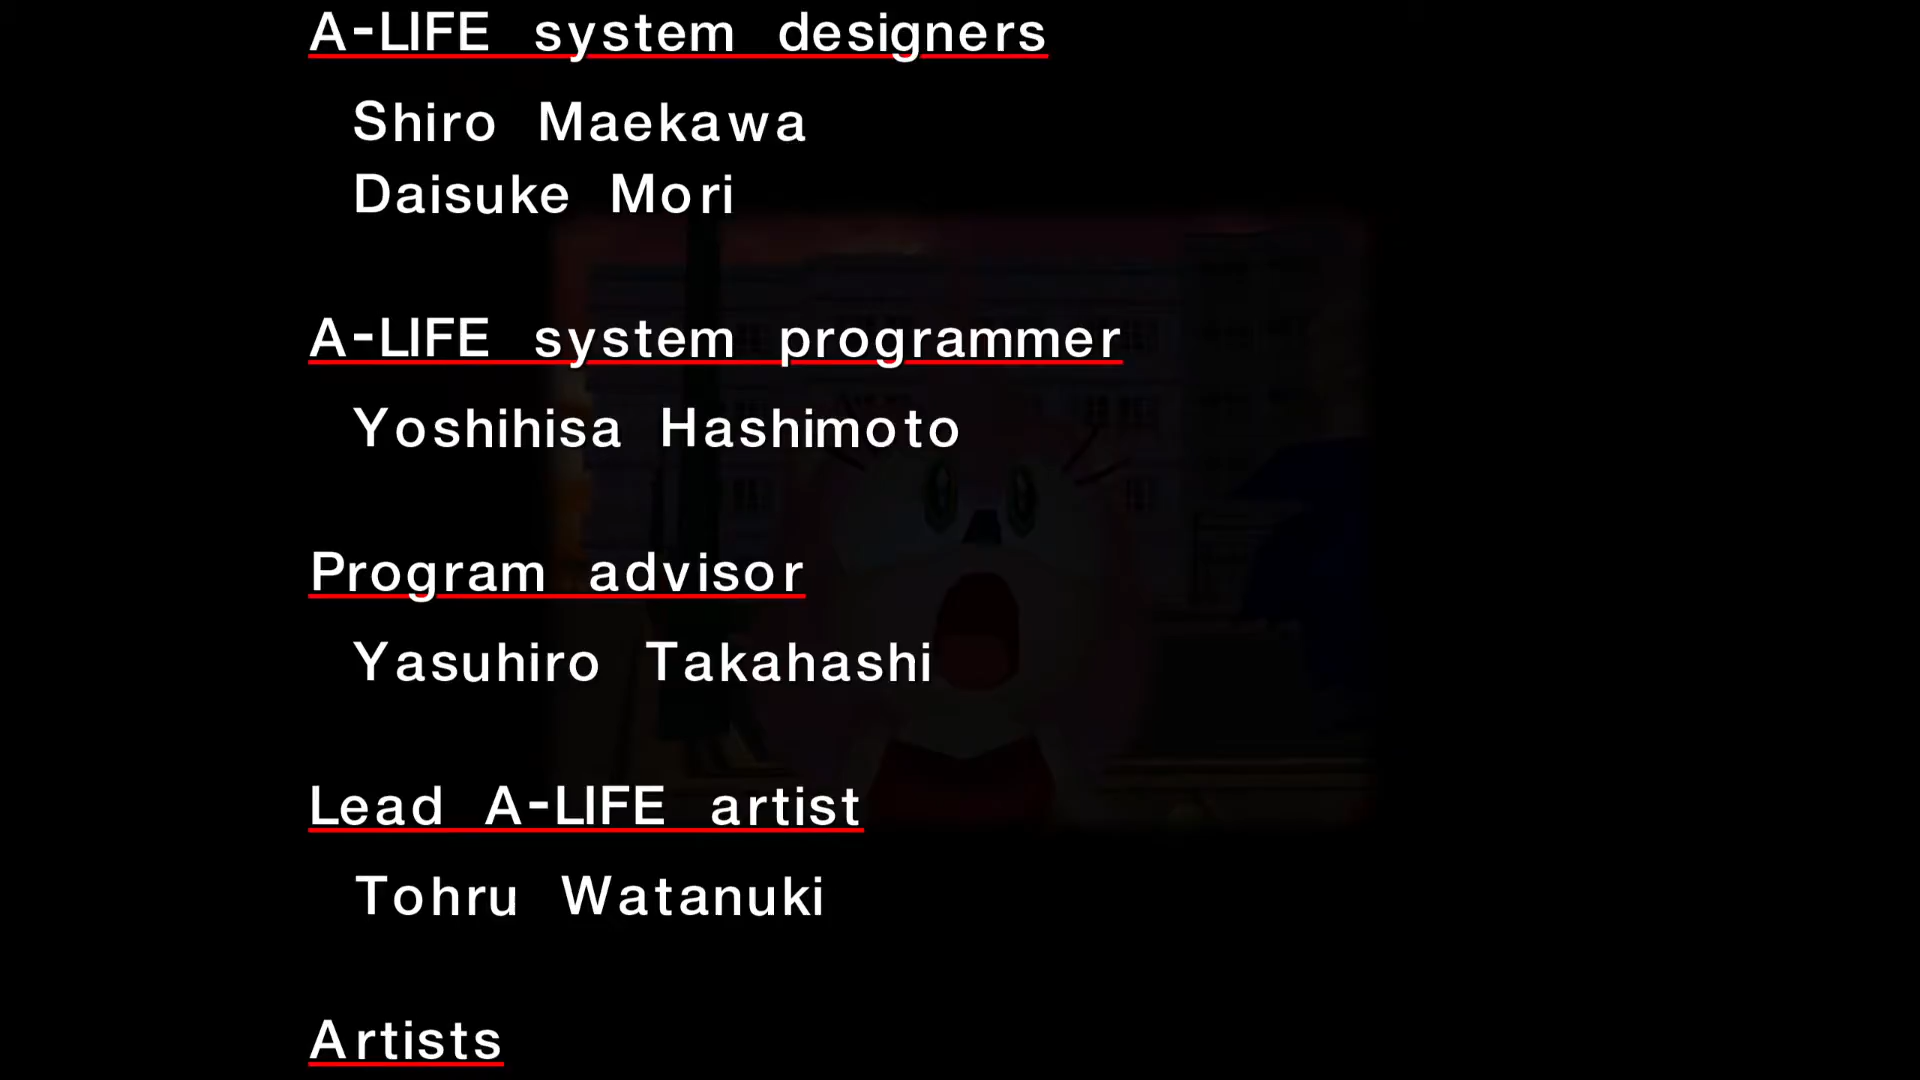 A-LIFE system designers
Shiro Maekawa
Daisuke Mori
A-LIFE system programmer
Yoshihisa Hashimoto
Program advisor
Yasuhiro Takahashi
Lead A-LIFE artist
Tohru Watanuki
Artists